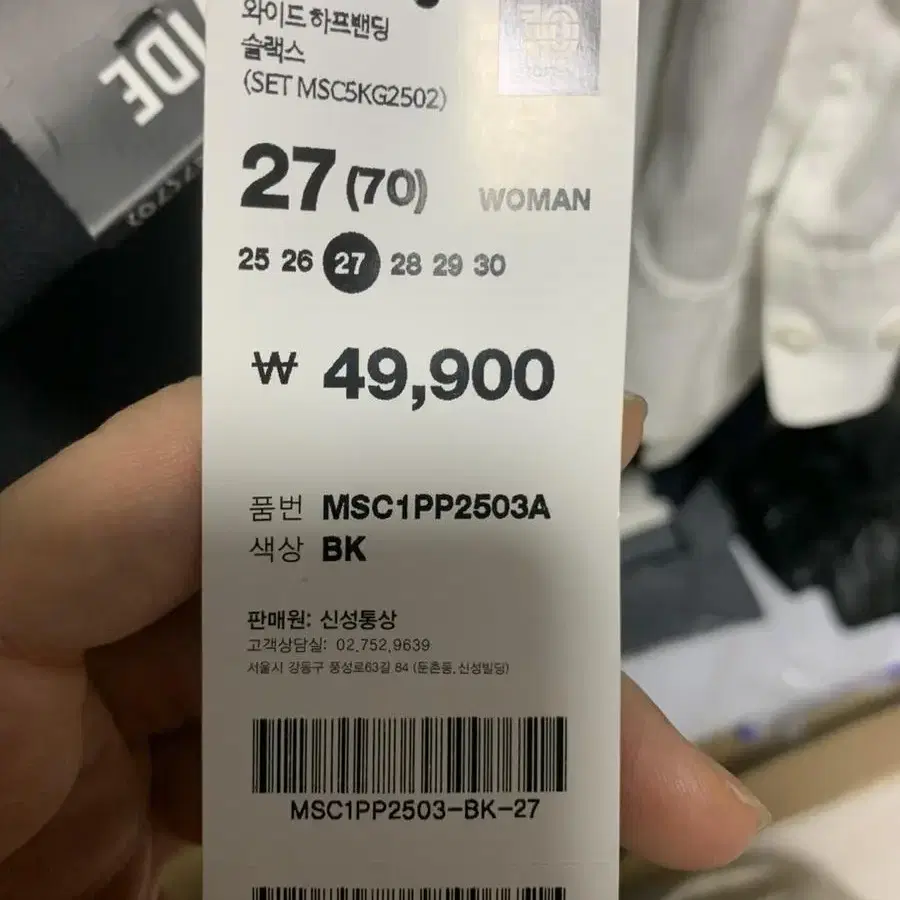 와이드 하프밴딩
슬랙스
(SET MSC5KG2502)
27 (70) WOMAN
25 26 27 28 29 30
₩ 49,900
품번 MSC1PP2503A
색상 BK
판매원: 신성통상
고객상담실: 02.752.9639
서울시 강동구 풍성로63길 84 (둔촌동, 신성빌딩)
MSC1PP2503-BK-27